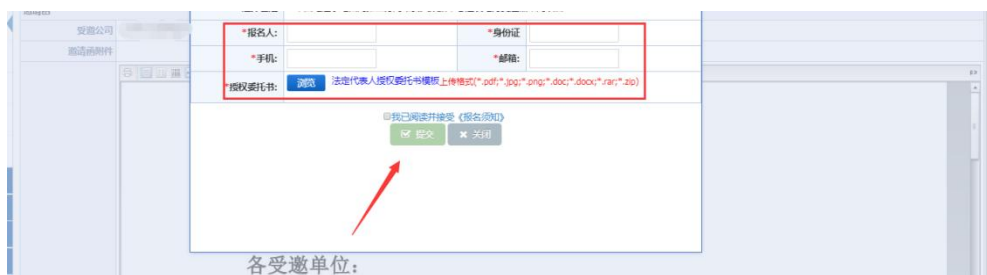 受邀公司
邀请函附件
*报名人:
*身份证
*手机:
*邮箱:
*授权委托书:
浏览 法定代表人授权委托书模板上传格式(*.pdf;*.jpg;*.png;*.doc;*.docx;*.rar;*.zip)
我已阅读并接受《报名须知》
提交
关闭
各受邀单位：